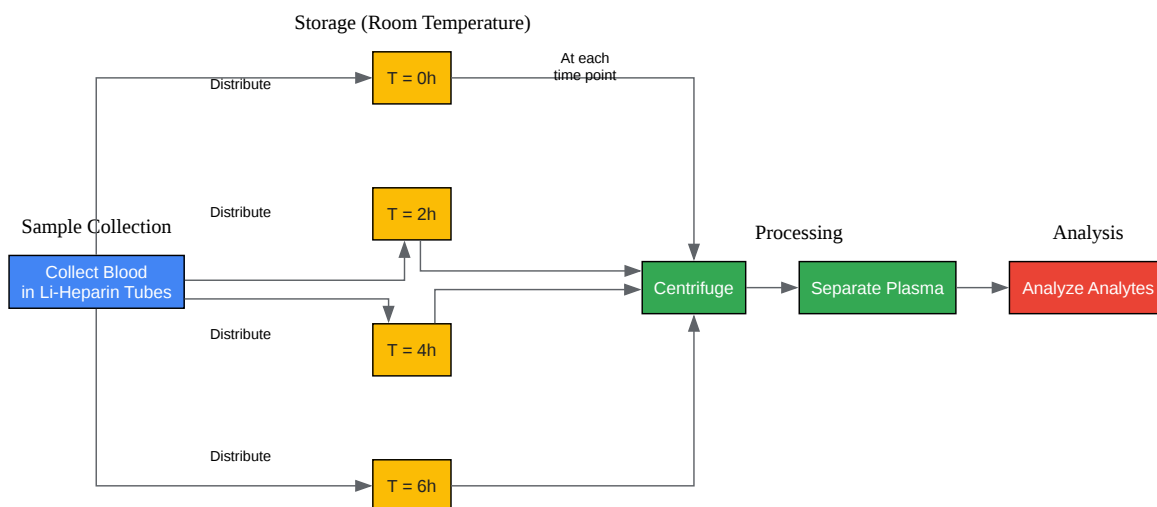 Storage (Room Temperature)
At each
time point
T = 0h
Distribute
Distribute
T = 2h
Sample Collection
Processing
Analysis
Collect Blood
in Li-Heparin Tubes
Centrifuge
Separate Plasma
Analyze Analytes
Distribute
T = 4h
Distribute
T = 6h